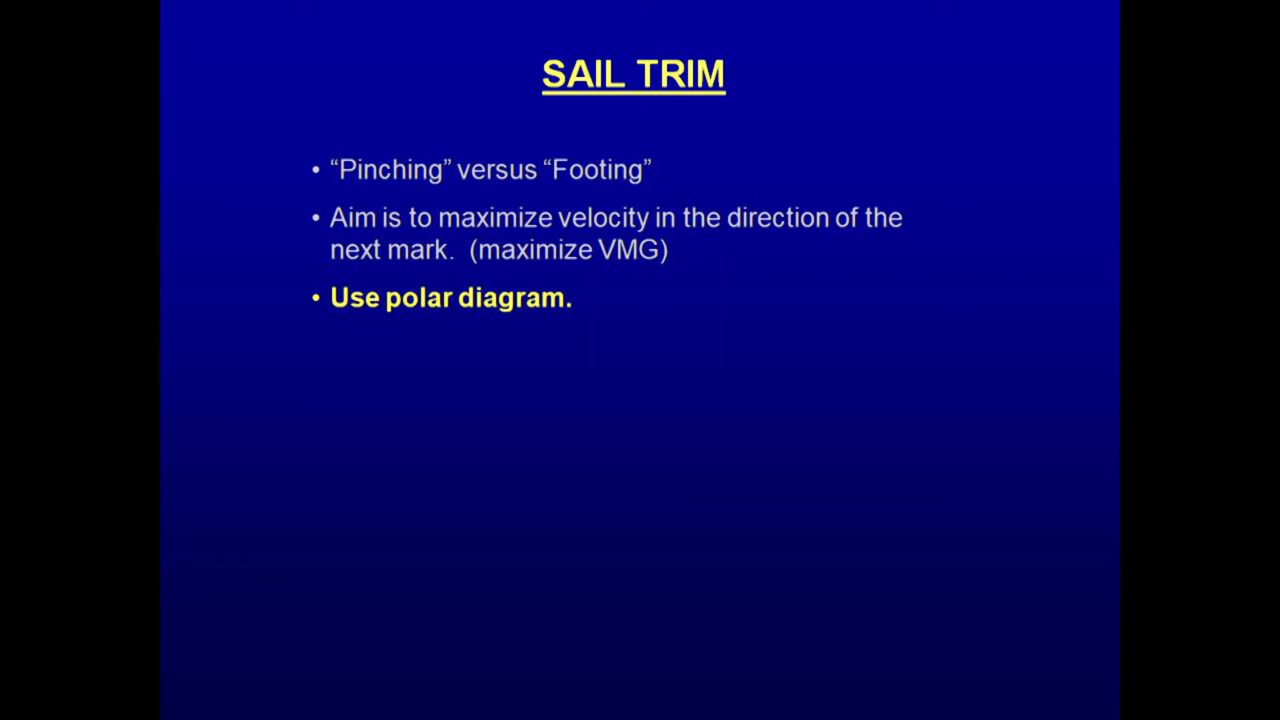 SAIL TRIM
• “Pinching” versus “Footing”
• Aim is to maximize velocity in the direction of the
next mark.  (maximize VMG)
• Use polar diagram.